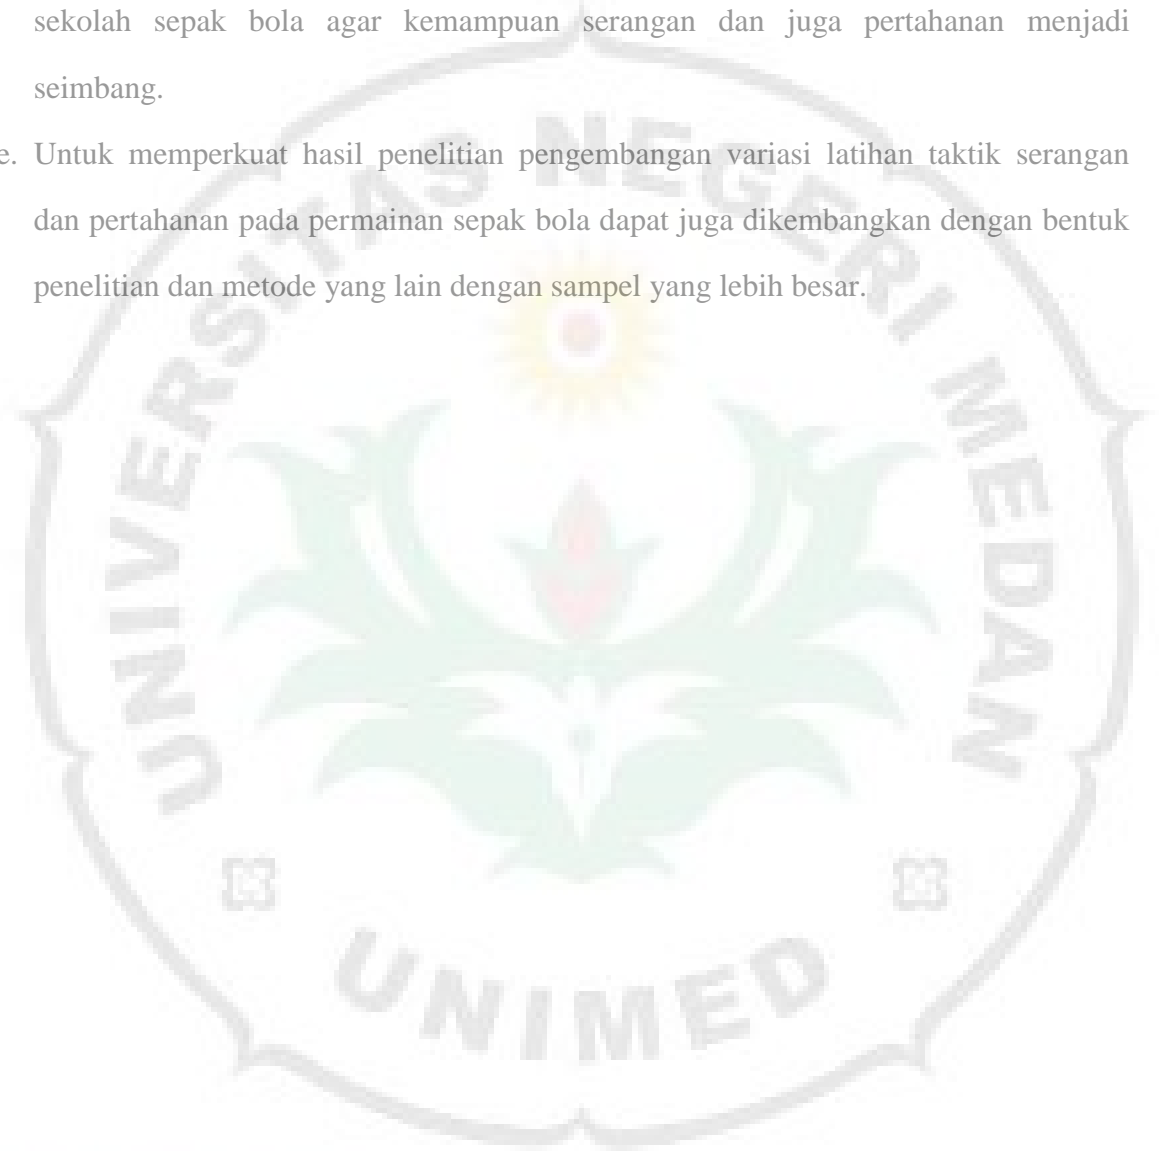 sekolah sepak bola agar kemampuan serangan dan juga pertahanan menjadi
seimbang.
e. Untuk memperkuat hasil penelitian pengembangan variasi latihan taktik serangan
dan pertahanan pada permainan sepak bola dapat juga dikembangkan dengan bentuk
penelitian dan metode yang lain dengan sampel yang lebih besar.
UNIVERSITAS NEGERI MEDAN
UNIMED